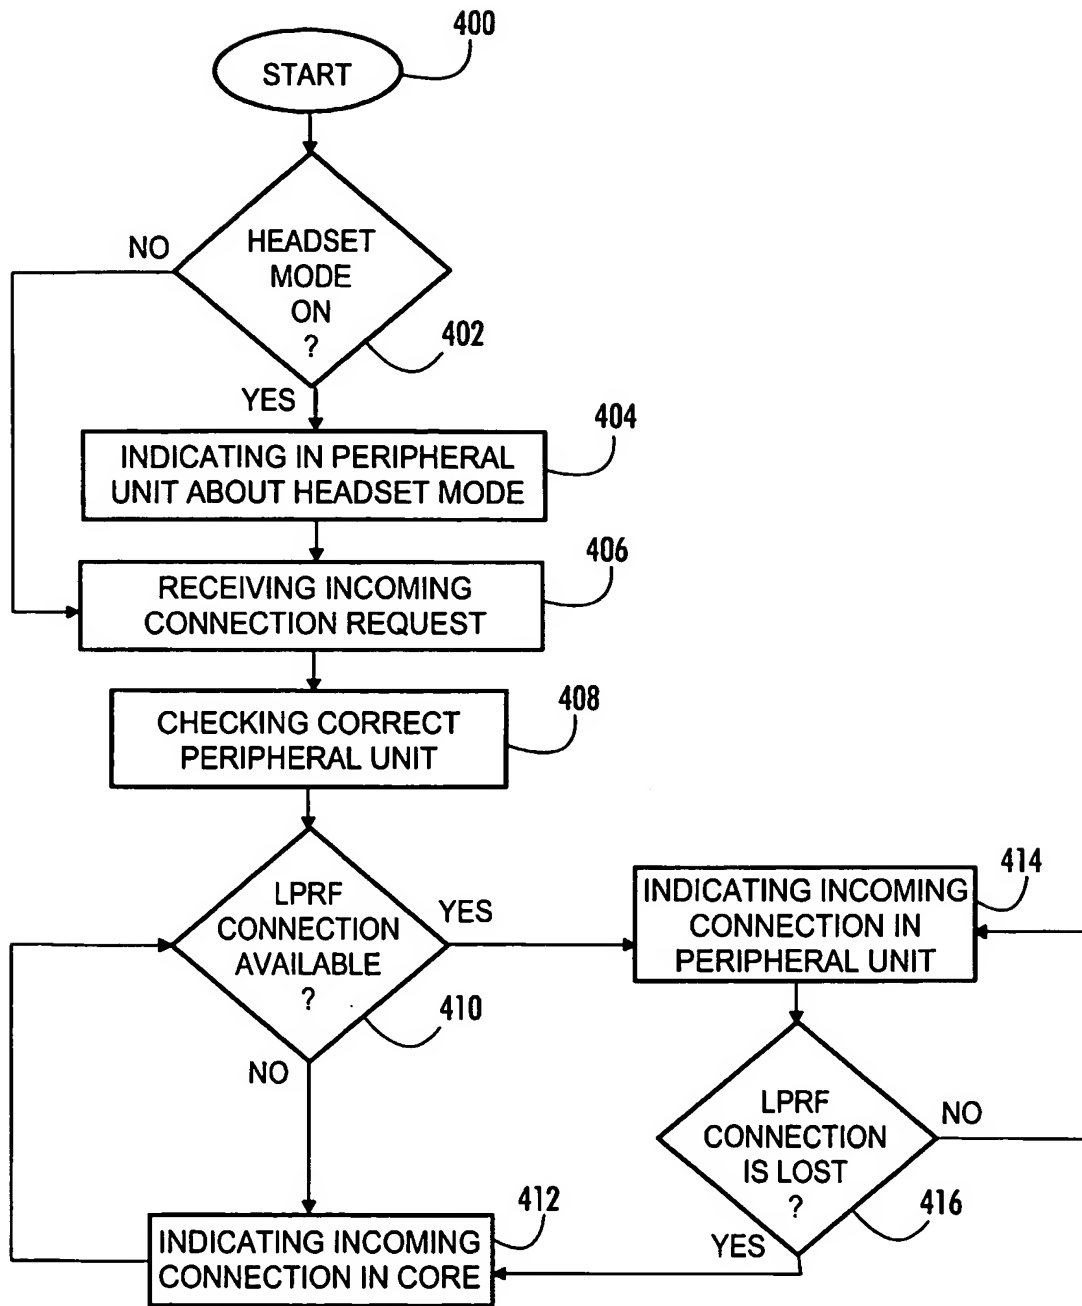 400
START
NO
HEADSET
MODE
ON
?
402
YES
404
INDICATING IN PERIPHERAL
UNIT ABOUT HEADSET MODE
406
RECEIVING INCOMING
CONNECTION REQUEST
408
CHECKING CORRECT
PERIPHERAL UNIT
LPRF
CONNECTION
AVAILABLE
?
YES
410
NO
414
INDICATING INCOMING
CONNECTION IN
PERIPHERAL UNIT
LPRF
CONNECTION
IS LOST
?
NO
416
YES
412
INDICATING INCOMING
CONNECTION IN CORE